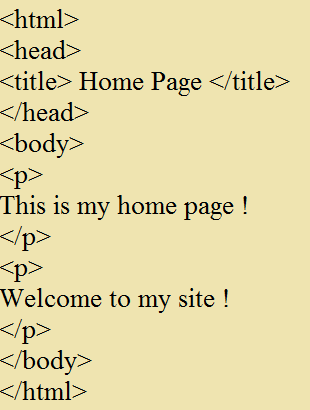 <html>
<head>
<title> Home Page </title>
</head>
<body>
<p>
This is my home page !
</p>
<p>
Welcome to my site !
</p>
</body>
</html>